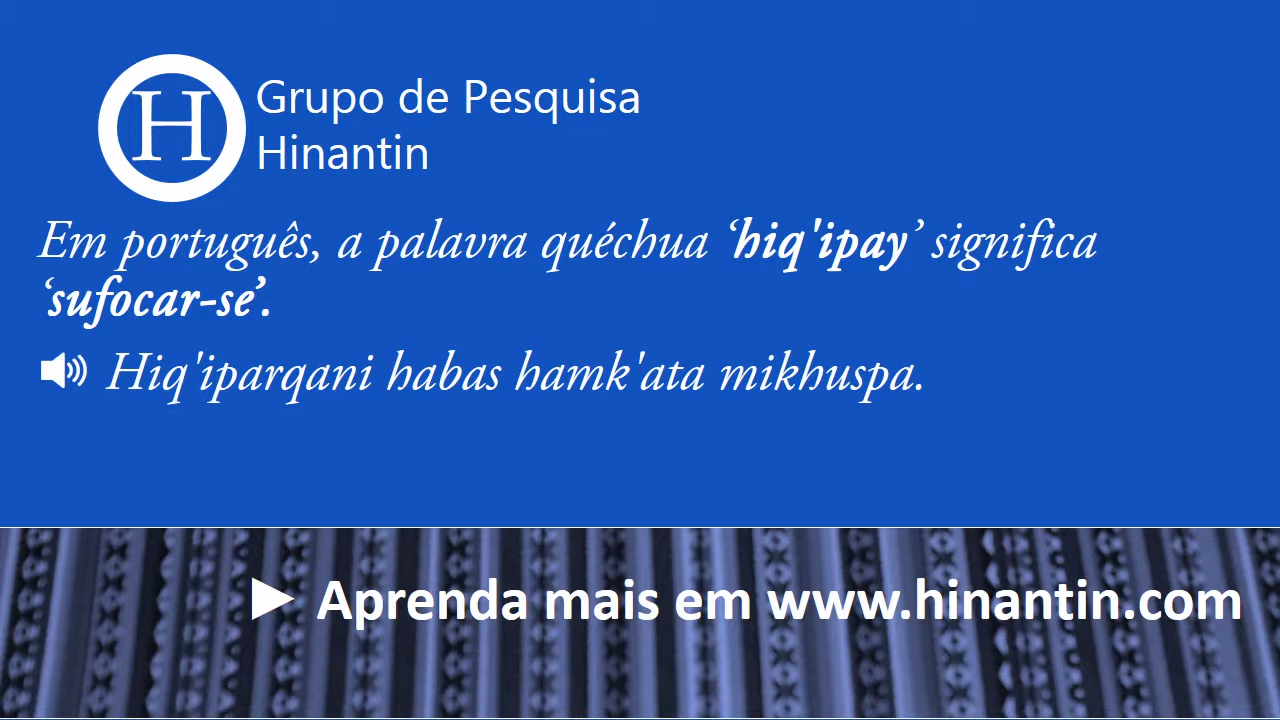 H
Grupo de Pesquisa
Hinantin
Em português, a palavra quéchua ‘hiq'ipay’ significa
‘sufocar-se’.
Hiq'iparqani habas hamk'ata mikhuspa.
► Aprenda mais em www.hinantin.com